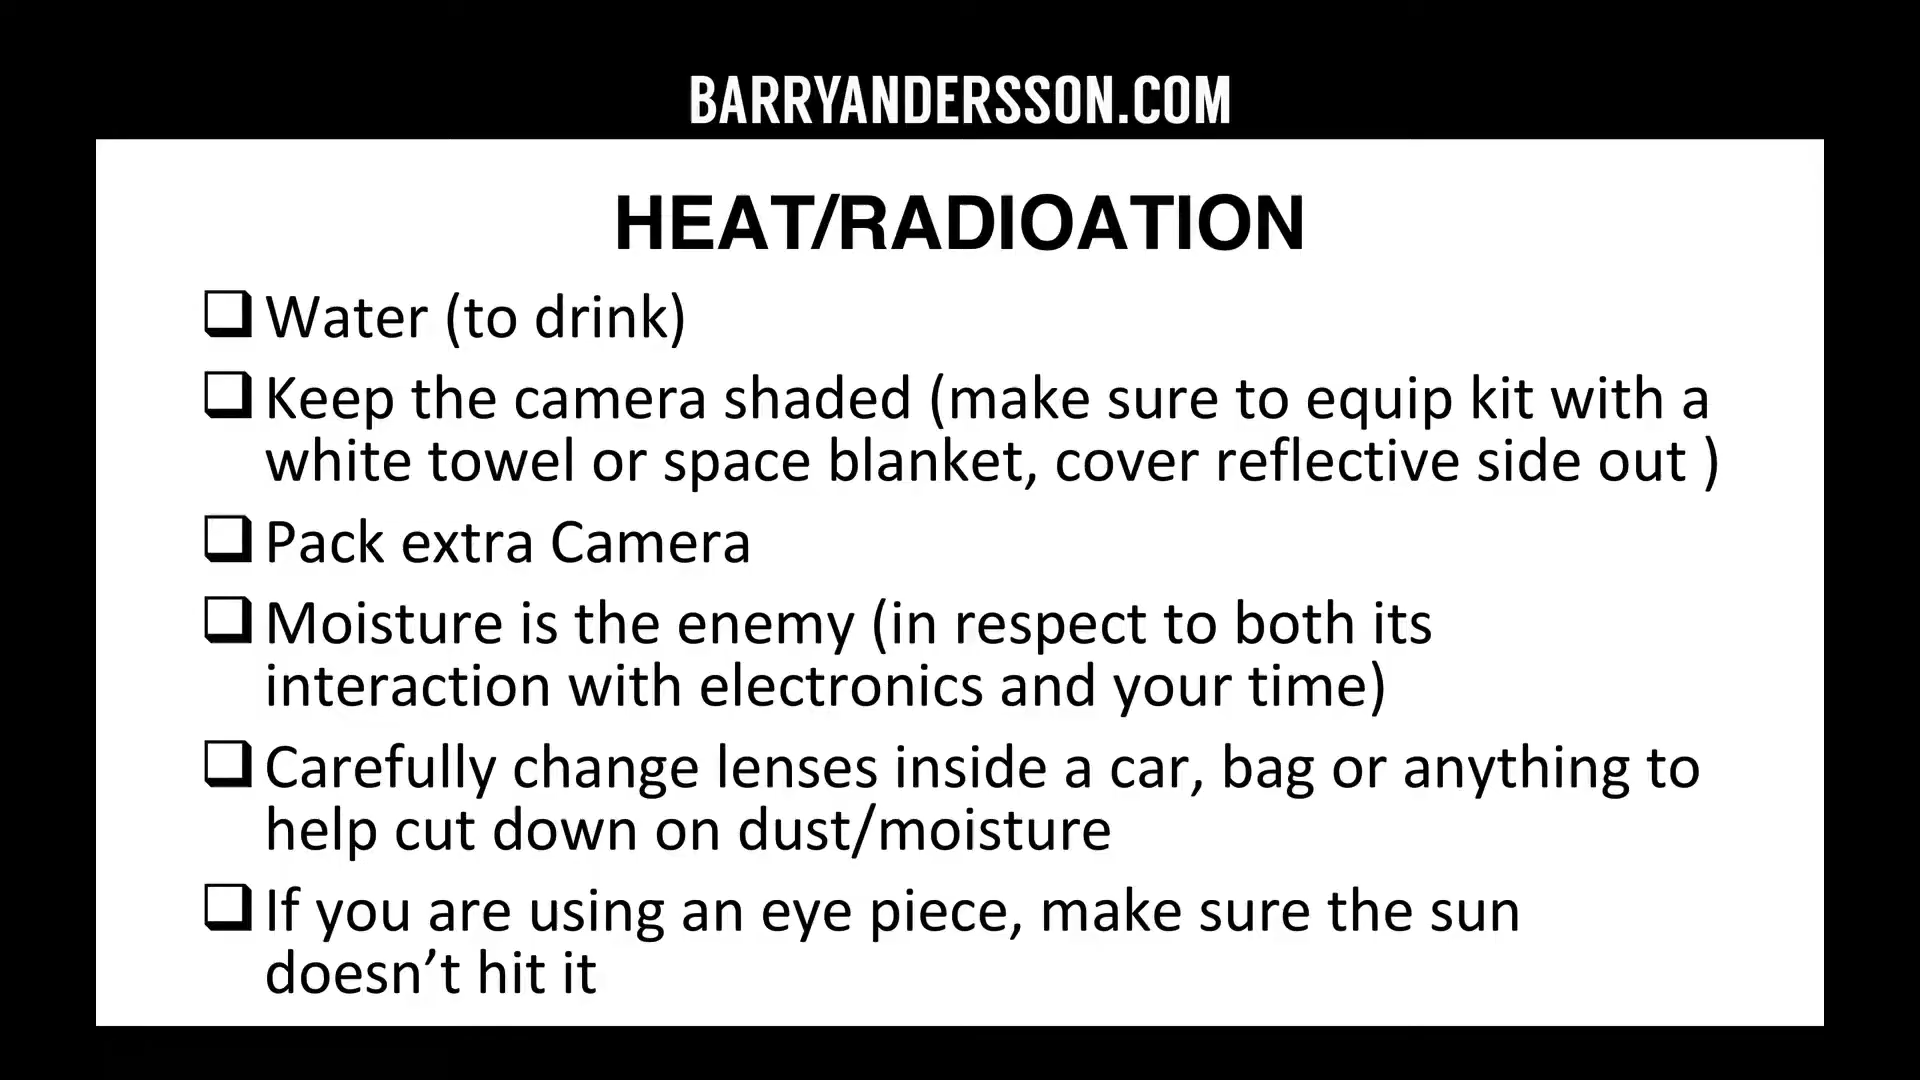 BARRYANDERSSON.COM
HEAT/RADIOATION
❑ Water (to drink)
❑ Keep the camera shaded (make sure to equip kit with a
white towel or space blanket, cover reflective side out )
❑ Pack extra Camera
❑ Moisture is the enemy (in respect to both its
interaction with electronics and your time)
❑ Carefully change lenses inside a car, bag or anything to
help cut down on dust/moisture
❑ If you are using an eye piece, make sure the sun
doesn’t hit it